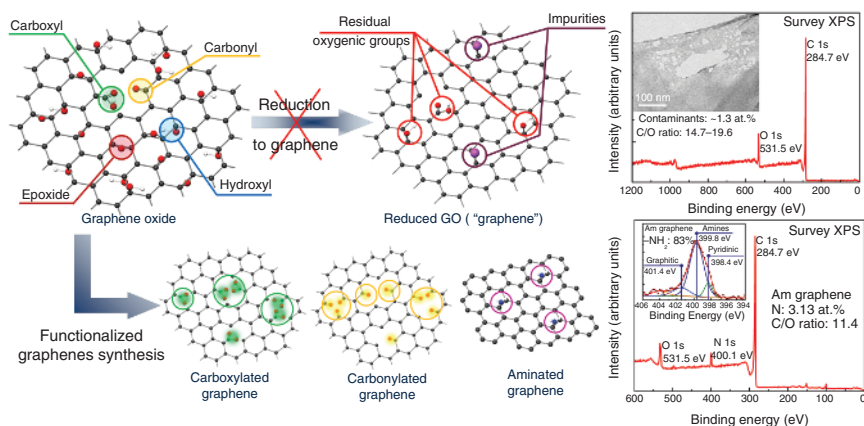 Carboxyl
Carbonyl
Epoxide
Hydroxyl
Graphene oxide
Reduction
to graphene
Residual
oxygenic groups
Impurities
Reduced GO ( “graphene”)
Functionalized
graphenes synthesis
Carboxylated
graphene
Carbonylated
graphene
Aminated
graphene
Intensity (arbitrary units)
Survey XPS
C 1s
284.7 eV
100 nm
Contaminants: ~1.3 at.%
C/O ratio: 14.7–19.6
O 1s
531.5 eV
1200 1000 800 600 400 200 0
Binding energy (eV)
Intensity (arbitrary units)
Survey XPS
C 1s
284.7 eV
Am graphene
NH2: 83%
Amines
399.8 eV
Pyridinic
398.4 eV
Graphitic
401.4 eV
406 404 402 400 398 396 394
Binding Energy (eV)
Am graphene
N: 3.13 at.%
C/O ratio: 11.4
O 1s
531.5 eV
N 1s
400.1 eV
600 500 400 300 200 100 0
Binding energy (eV)